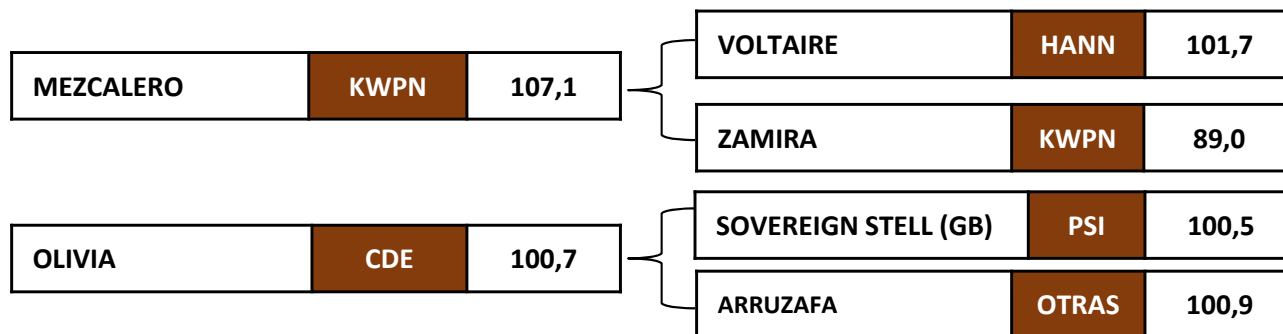 VOLTAIRE HANN 101,7
MEZCALERO KWPN 107,1
ZAMIRA KWPN 89,0
SOVEREIGN STELL (GB) PSI 100,5
OLIVIA CDE 100,7
ARRUZAFA OTRAS 100,9